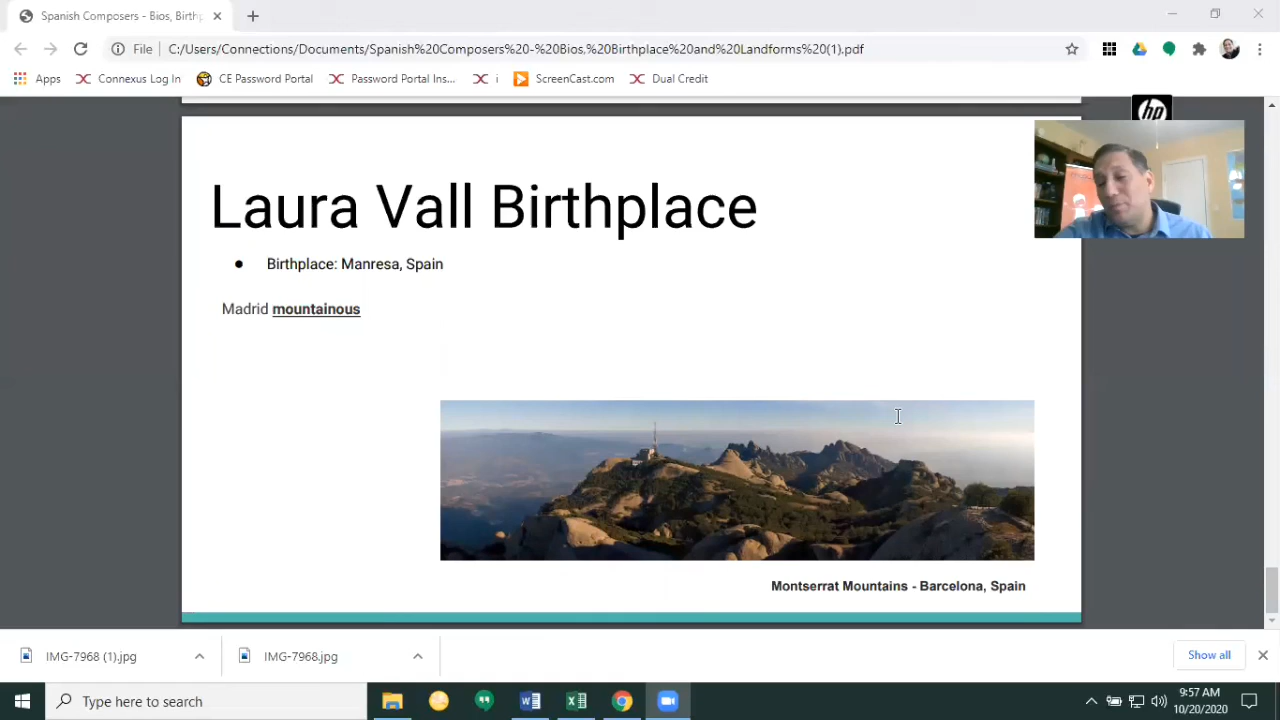 Spanish Composers - Bios, Birthp
File
C:/Users/Connections/Documents/Spanish%20Composers%20-%20Bios,%20Birthplace%20and%20Landforms%20(1).pdf
Apps
Connexus Log In
CE Password Portal
Password Portal Ins...
i
ScreenCast.com
Dual Credit
hp
Laura Vall Birthplace
● Birthplace: Manresa, Spain
Madrid mountainous
Montserrat Mountains - Barcelona, Spain
IMG-7968 (1).jpg
IMG-7968.jpg
Show all
Type here to search
9:57 AM
10/20/2020